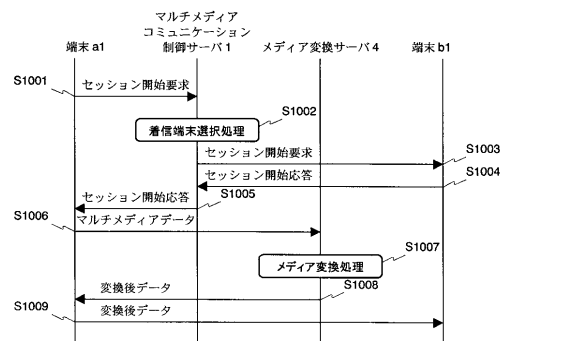 マルチメディア
コミュニケーション
端末 a1 制御サーバ 1 メディア変換サーバ 4 端末 b1
S1001 セッション開始要求
S1002
着信端末選択処理
セッション開始要求 S1003
セッション開始応答 S1004
セッション開始応答 S1005
S1006 マルチメディアデータ
S1007
メディア変換処理
変換後データ S1008
S1009 変換後データ